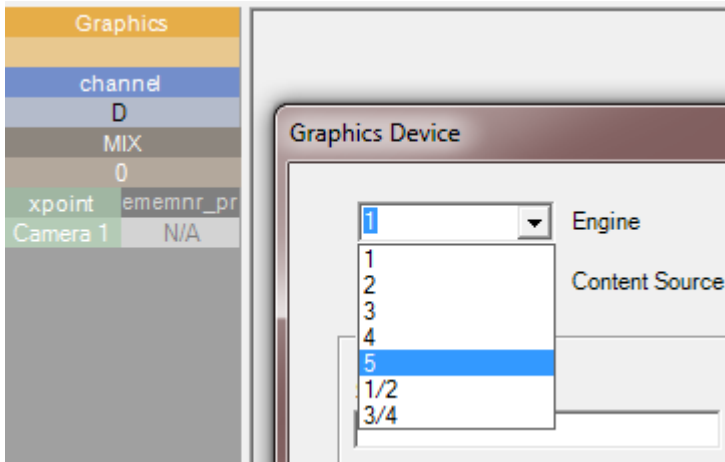 Graphics
channel
D
MIX
0
xpoint ememnr_pr
Camera 1 N/A
Graphics Device
1 Engine
1
2 Content Source
3
4
5
1/2
3/4